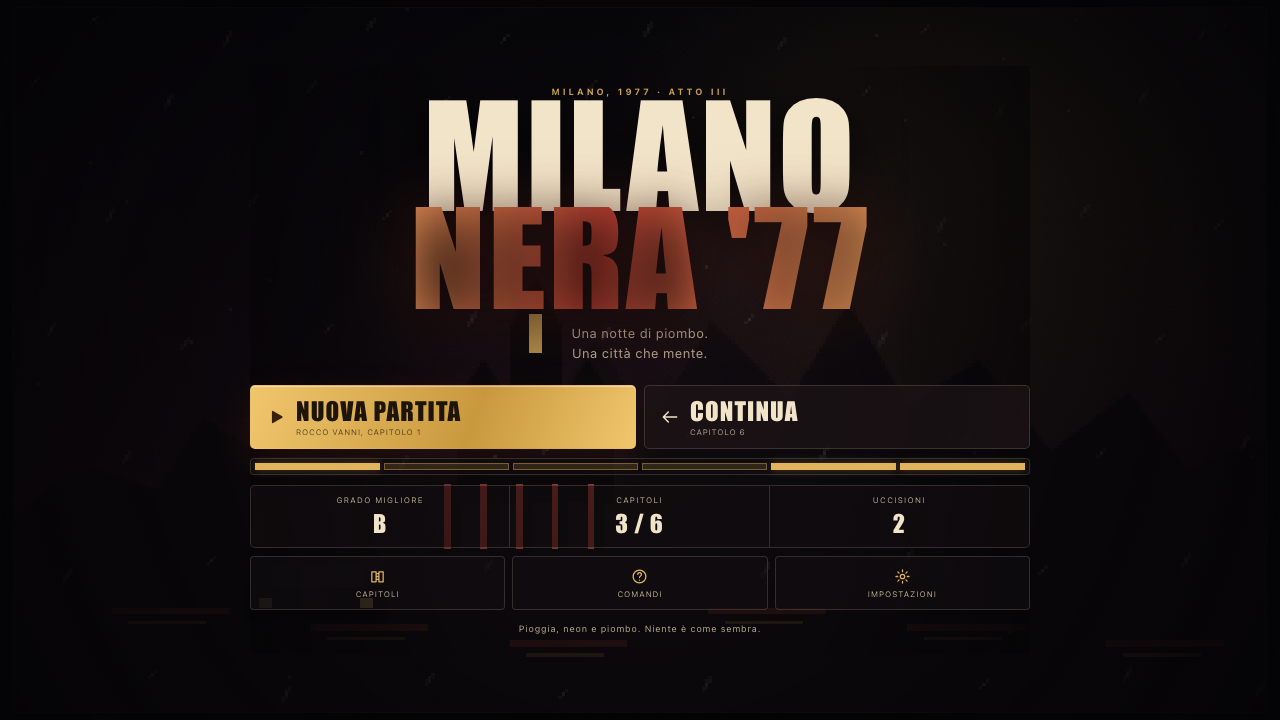 MILANO, 1977 · ATTO III
MILANO
NERA '77
Una notte di piombo.
Una città che mente.
NUOVA PARTITA
ROCCO VANNI, CAPITOLO 1
CONTINUA
CAPITOLO 6
GRADO MIGLIORE
B
CAPITOLI
3 / 6
UCCISIONI
2
CAPITOLI
COMANDI
IMPOSTAZIONI
Pioggia, neon e piombo. Niente è come sembra.